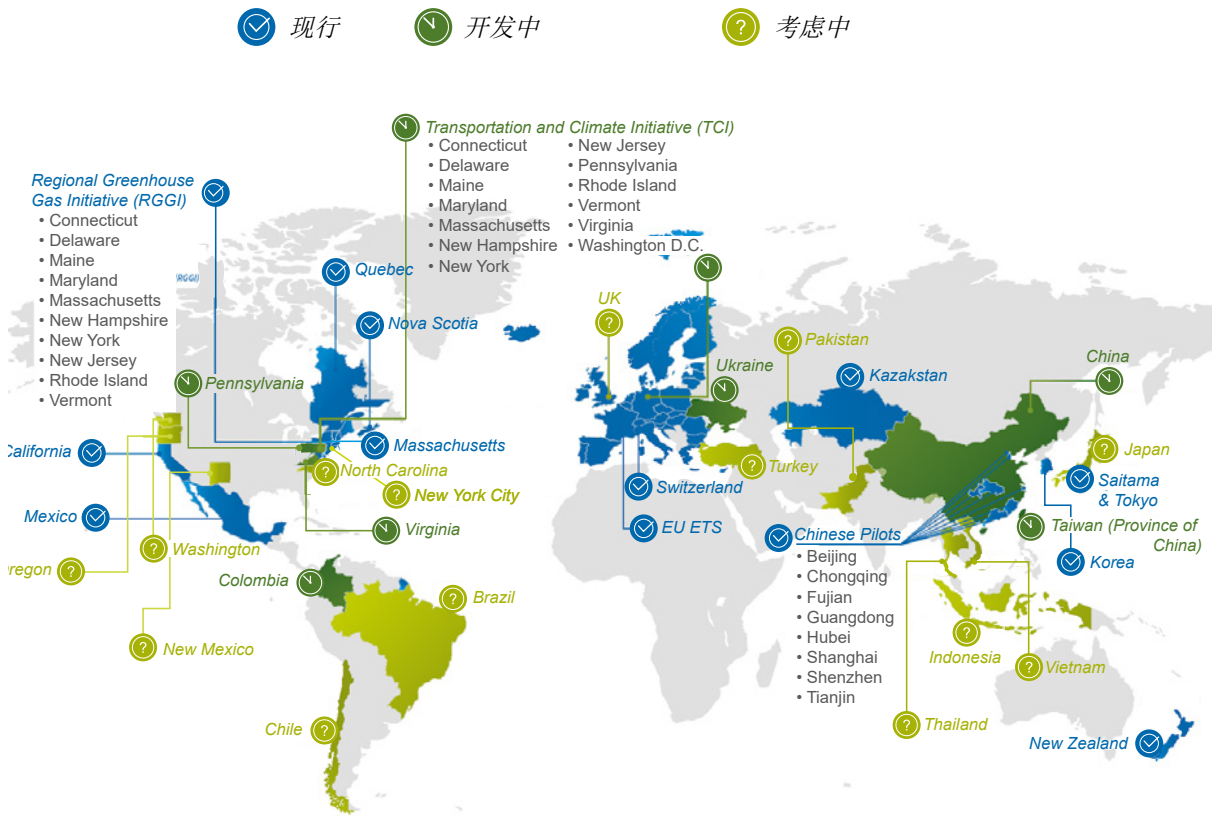 现行
开发中
考虑中
Transportation and Climate Initiative (TCI)
• Connecticut
• Delaware
• Maine
• Maryland
• Massachusetts
• New Hampshire
• New York
• New Jersey
• Pennsylvania
• Rhode Island
• Vermont
• Virginia
• Washington D.C.
Regional Greenhouse
Gas Initiative (RGGI)
• Connecticut
• Delaware
• Maine
• Maryland
• Massachusetts
• New Hampshire
• New York
• New Jersey
• Rhode Island
• Vermont
RGGI)
Quebec
Nova Scotia
Pennsylvania
California
Massachusetts
North Carolina
New York City
Mexico
Washington
Virginia
regon
Colombia
Brazil
New Mexico
Chile
UK
Ukraine
Pakistan
Kazakstan
China
Turkey
Japan
Switzerland
Saitama
& Tokyo
EU ETS
Chinese Pilots
• Beijing
• Chongqing
• Fujian
• Guangdong
• Hubei
• Shanghai
• Shenzhen
• Tianjin
Taiwan (Province of
China)
Korea
Indonesia
Vietnam
Thailand
New Zealand